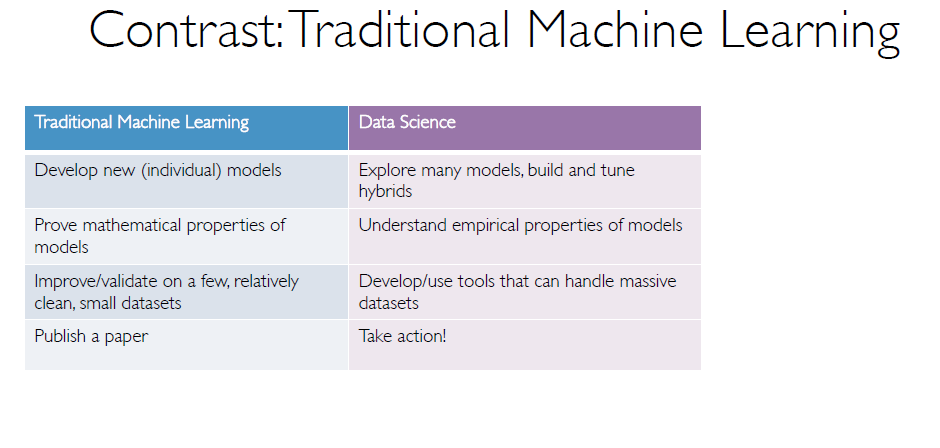 Contrast: Traditional Machine Learning
Traditional Machine Learning
Data Science
Develop new (individual) models
Explore many models, build and tune
hybrids
Prove mathematical properties of
models
Understand empirical properties of models
Improve/validate on a few, relatively
clean, small datasets
Develop/use tools that can handle massive
datasets
Publish a paper
Take action!